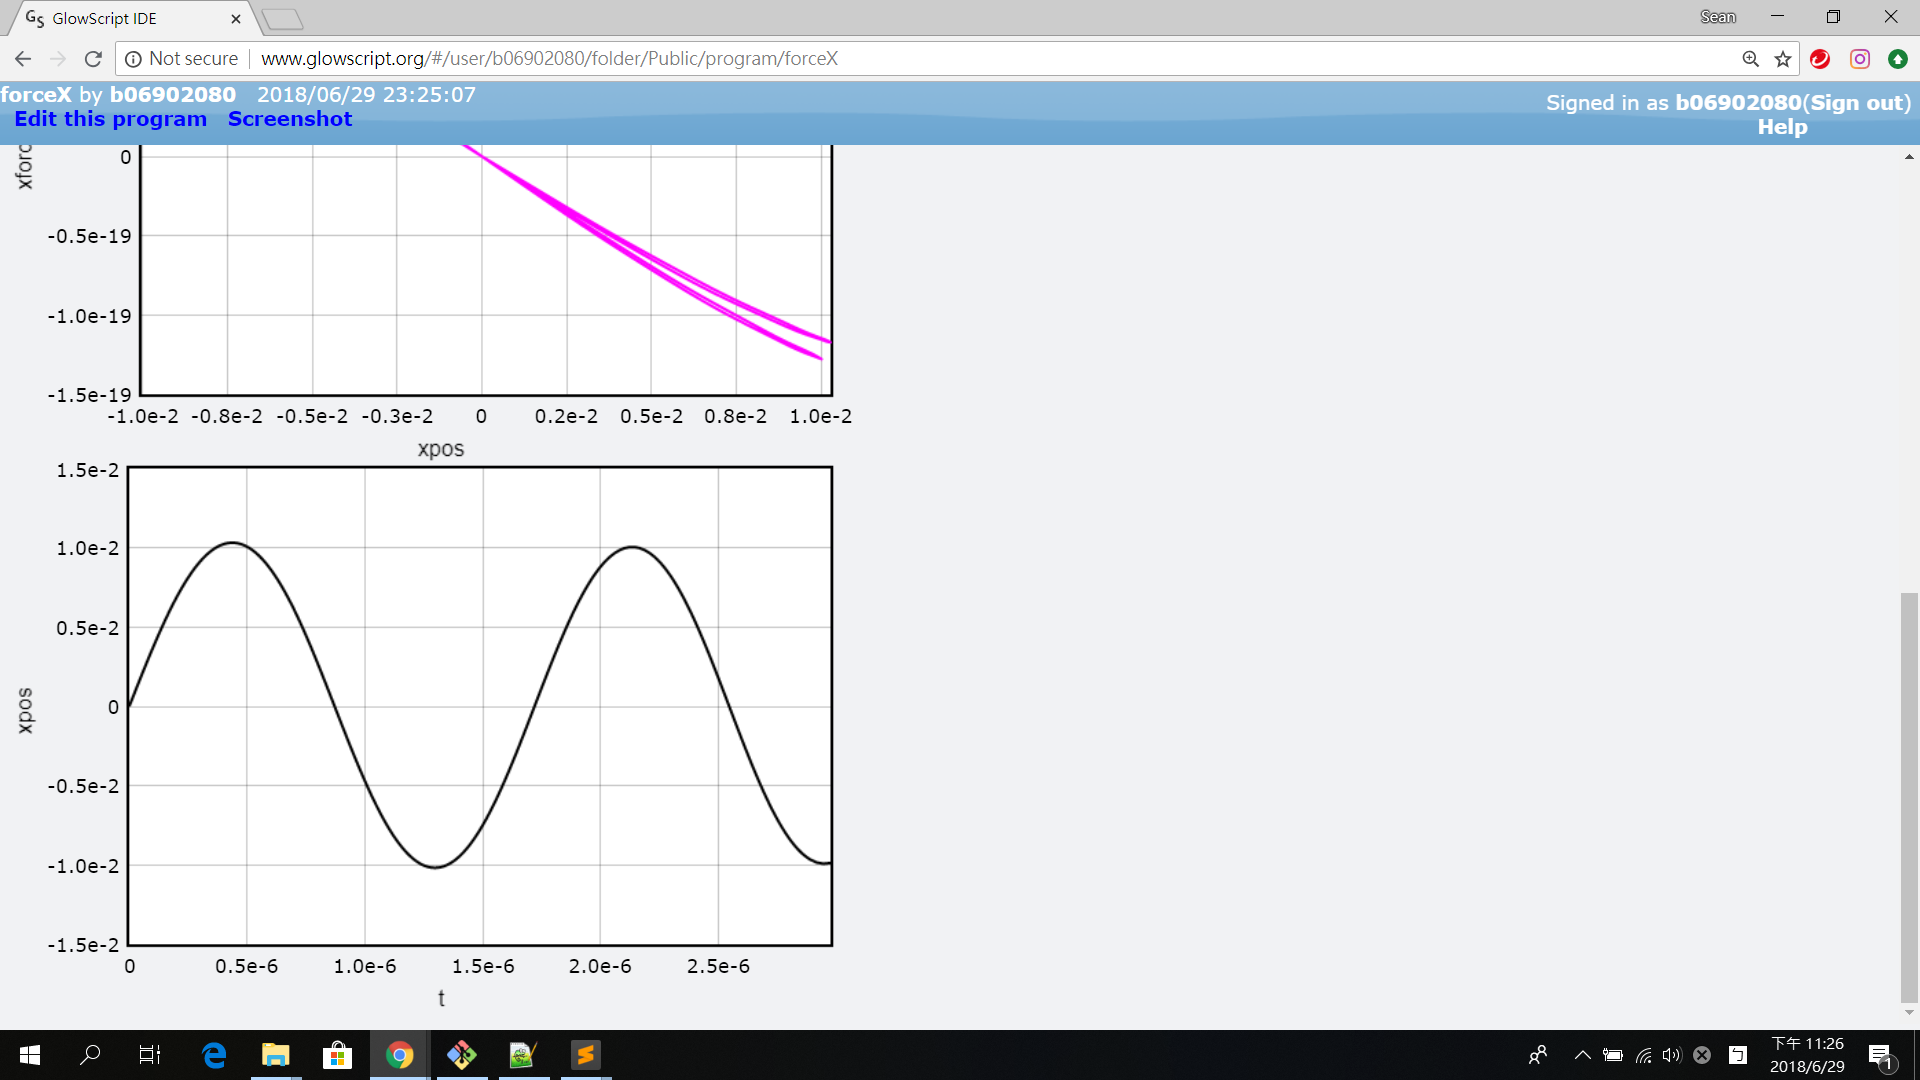 GlowScript IDE
Sean
Not secure
www.glowscript.org/#/user/b06902080/folder/Public/program/forceX
forceX by b06902080 2018/06/29 23:25:07
Signed in as b06902080(Sign out)
Edit this program Screenshot
Help
0
-0.5e-19
-1.0e-19
-1.5e-19
-1.0e-2 -0.8e-2 -0.5e-2 -0.3e-2 0 0.2e-2 0.5e-2 0.8e-2 1.0e-2
xpos
1.5e-2
1.0e-2
0.5e-2
0
-0.5e-2
-1.0e-2
-1.5e-2
xpos
0 0.5e-6 1.0e-6 1.5e-6 2.0e-6 2.5e-6
t
下午 11:26
2018/6/29
1